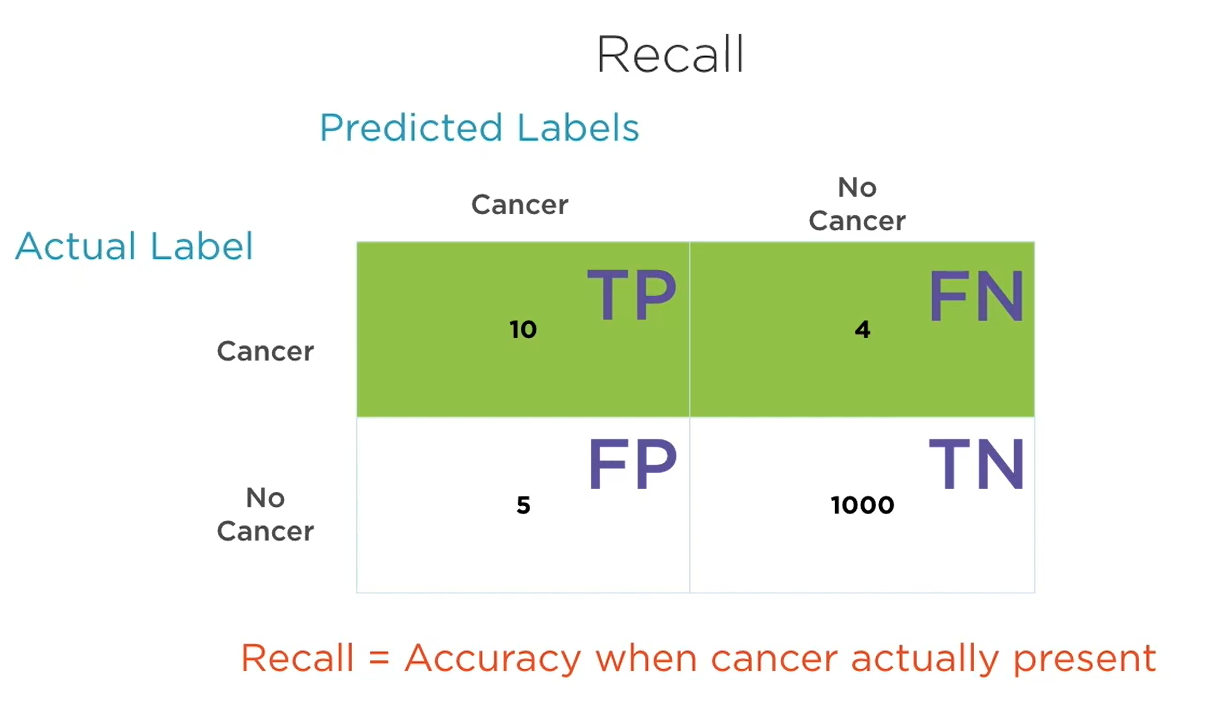 Recall
Predicted Labels
Cancer
No
Cancer
Actual Label
Cancer
10
TP
4
FN
No
Cancer
5
FP
1000
TN
Recall = Accuracy when cancer actually present